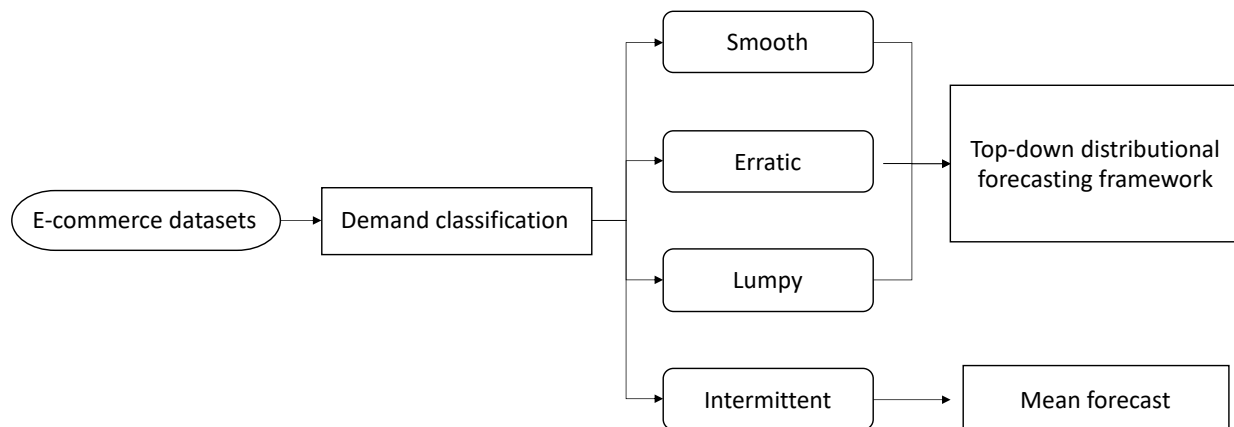 E-commerce datasets
Demand classification
Smooth
Erratic
Lumpy
Intermittent
Top-down distributional
forecasting framework
Mean forecast